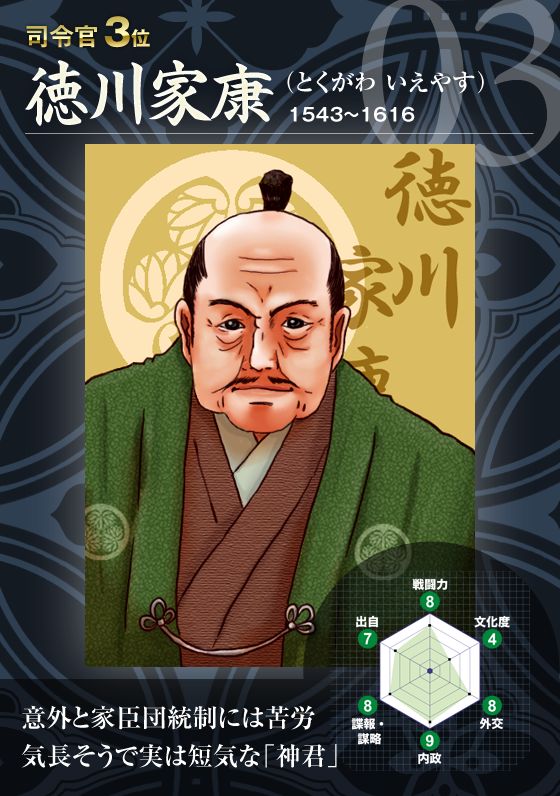 03
司令官 3位
徳川家康 (とくがわ いえやす)
1543~1616
徳川
家康
戦闘力
8
文化度
4
外交
8
内政
9
諜報・
謀略
8
出自
7
意外と家臣団統制には苦労
気長そうで実は短気な「神君」